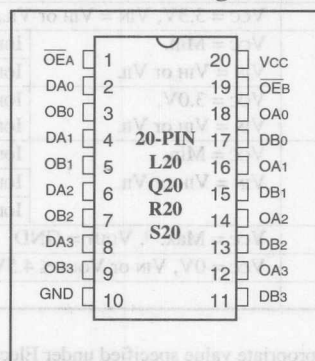 OEA 1 20 VCC
DA0 2 19 OEB
OB0 3 18 OA0
DA1 4 20-PIN 17 DB0
OB1 5 L20 16 OA1
DA2 6 Q20 15 DB1
OB2 7 R20 14 OA2
DA3 8 S20 13 DB2
OB3 9 12 OA3
GND 10 11 DB3